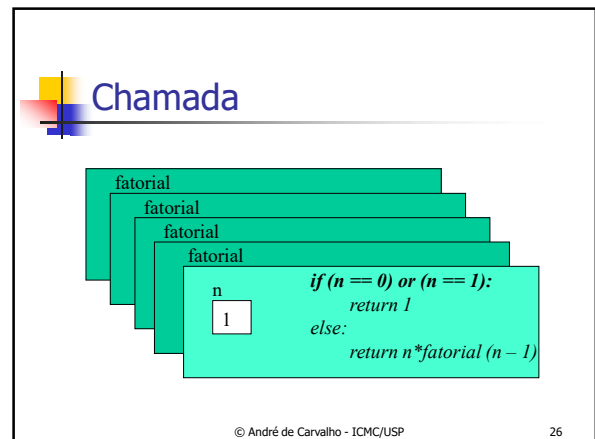 Chamada
fatorial
fatorial
fatorial
fatorial
n
1
if (n == 0) or (n == 1):
return 1
else:
return n*fatorial (n – 1)
© André de Carvalho - ICMC/USP
26